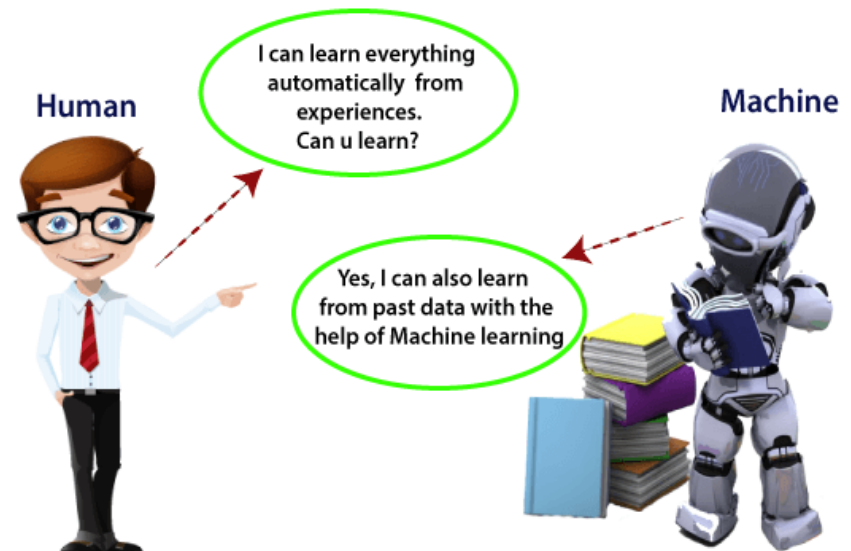 Human
I can learn everything
automatically from
experiences.
Can u learn?
Machine
Yes, I can also learn
from past data with the
help of Machine learning